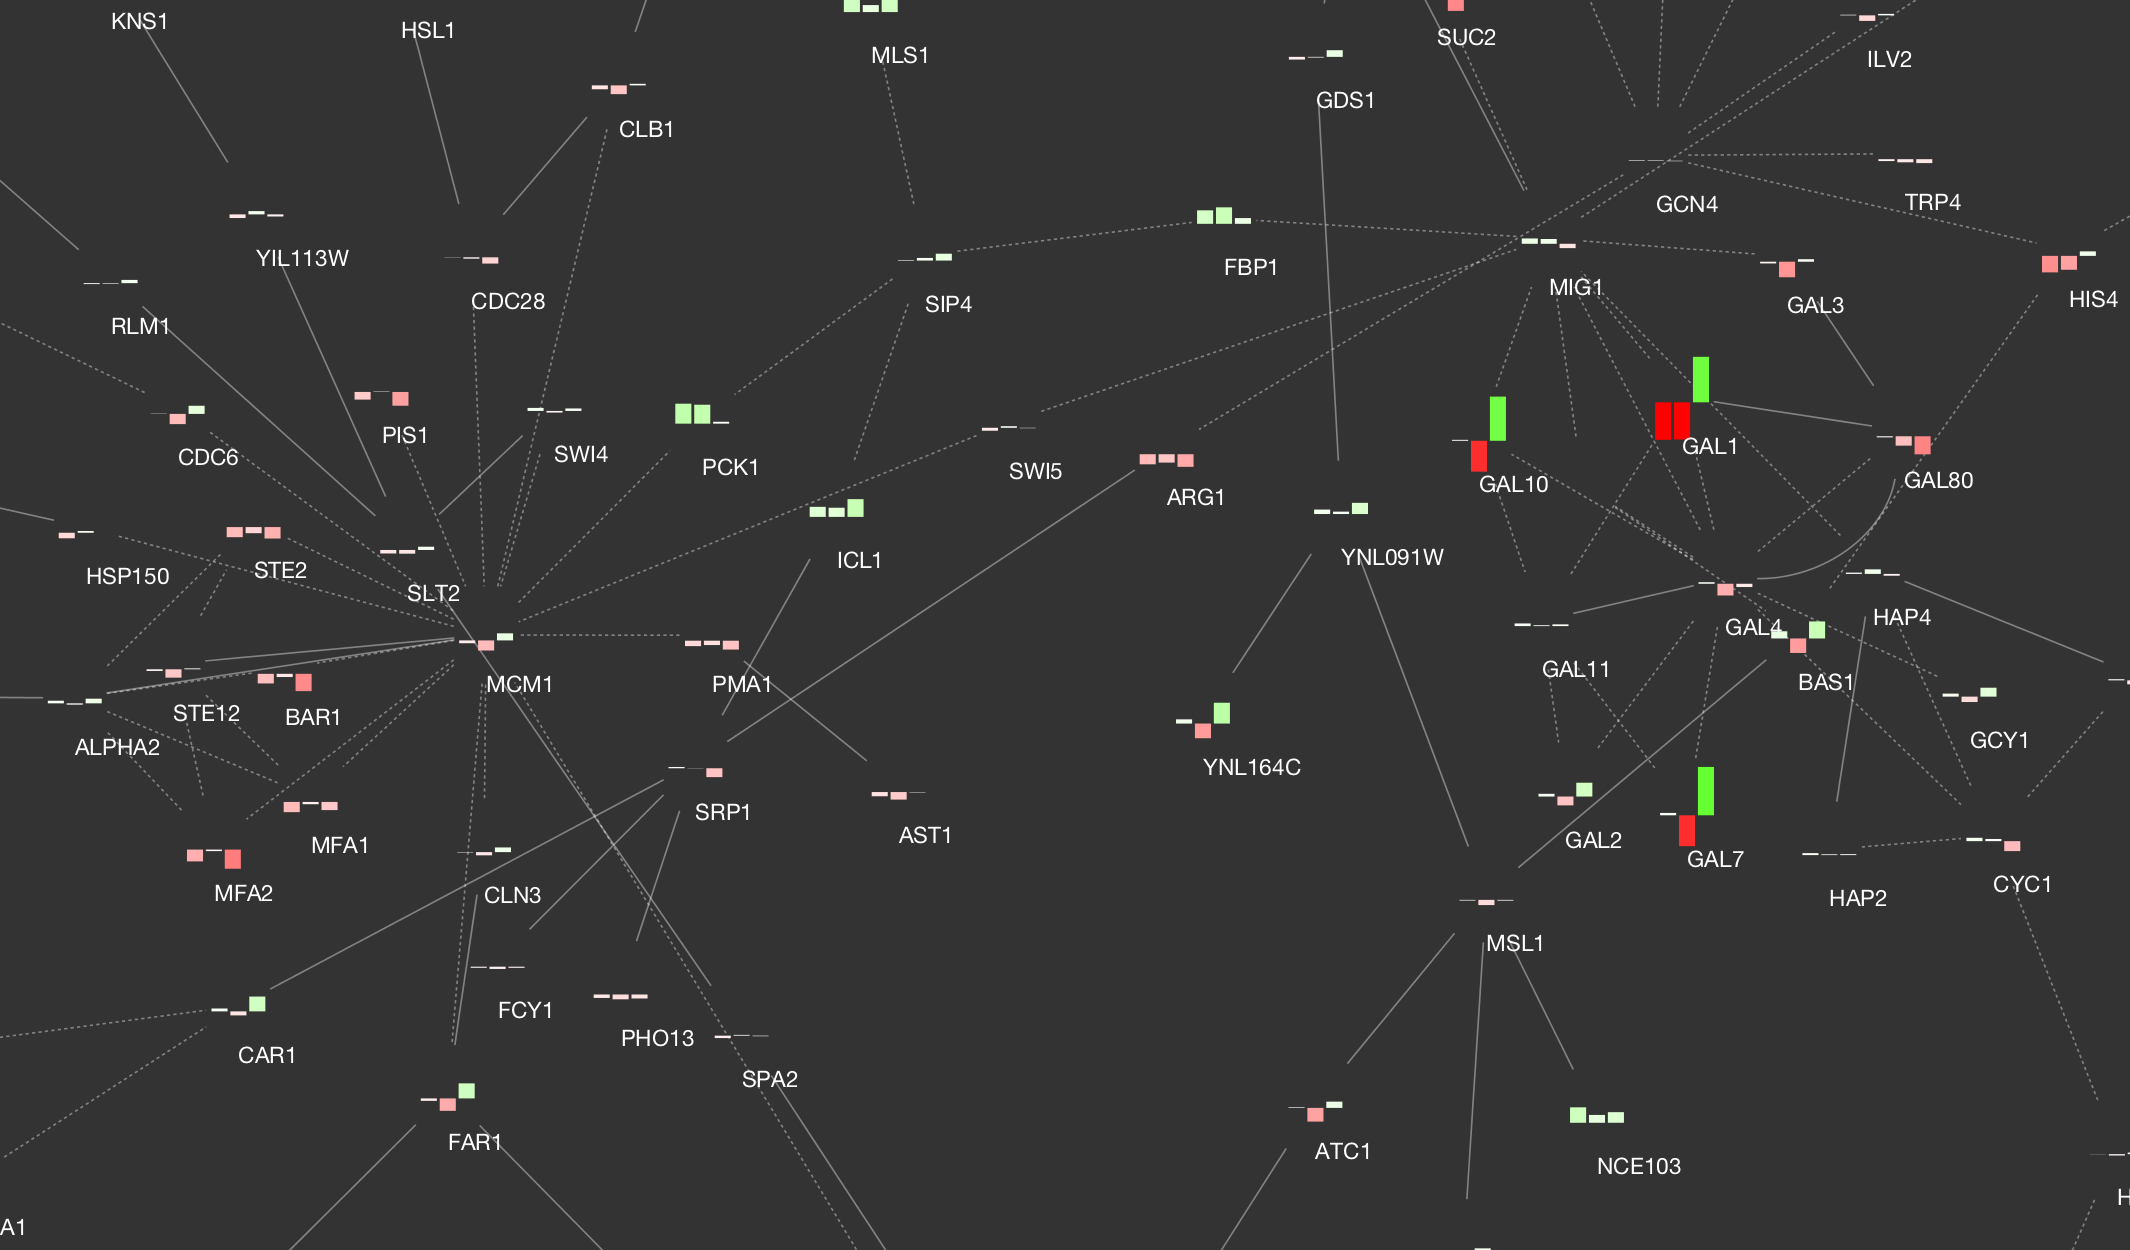 KNS1
HSL1
MLS1
SUC2
ILV2
GDS1
CLB1
GCN4
TRP4
YIL113W
CDC28
FBP1
MIG1
SIP4
GAL3
HIS4
RLM1
PIS1
SWI4
GAL1
CDC6
PCK1
SWI5
GAL10
GAL80
ARG1
YNL091W
ICL1
STE2
HSP150
SLT2
HAP4
GAL4
GAL11
MCM1
PMA1
BAS1
STE12
BAR1
ALPHA2
GCY1
YNL164C
SRP1
AST1
GAL2
MFA1
GAL7
CYC1
MFA2
CLN3
HAP2
MSL1
FCY1
PHO13
CAR1
SPA2
FAR1
ATC1
NCE103
H
A1